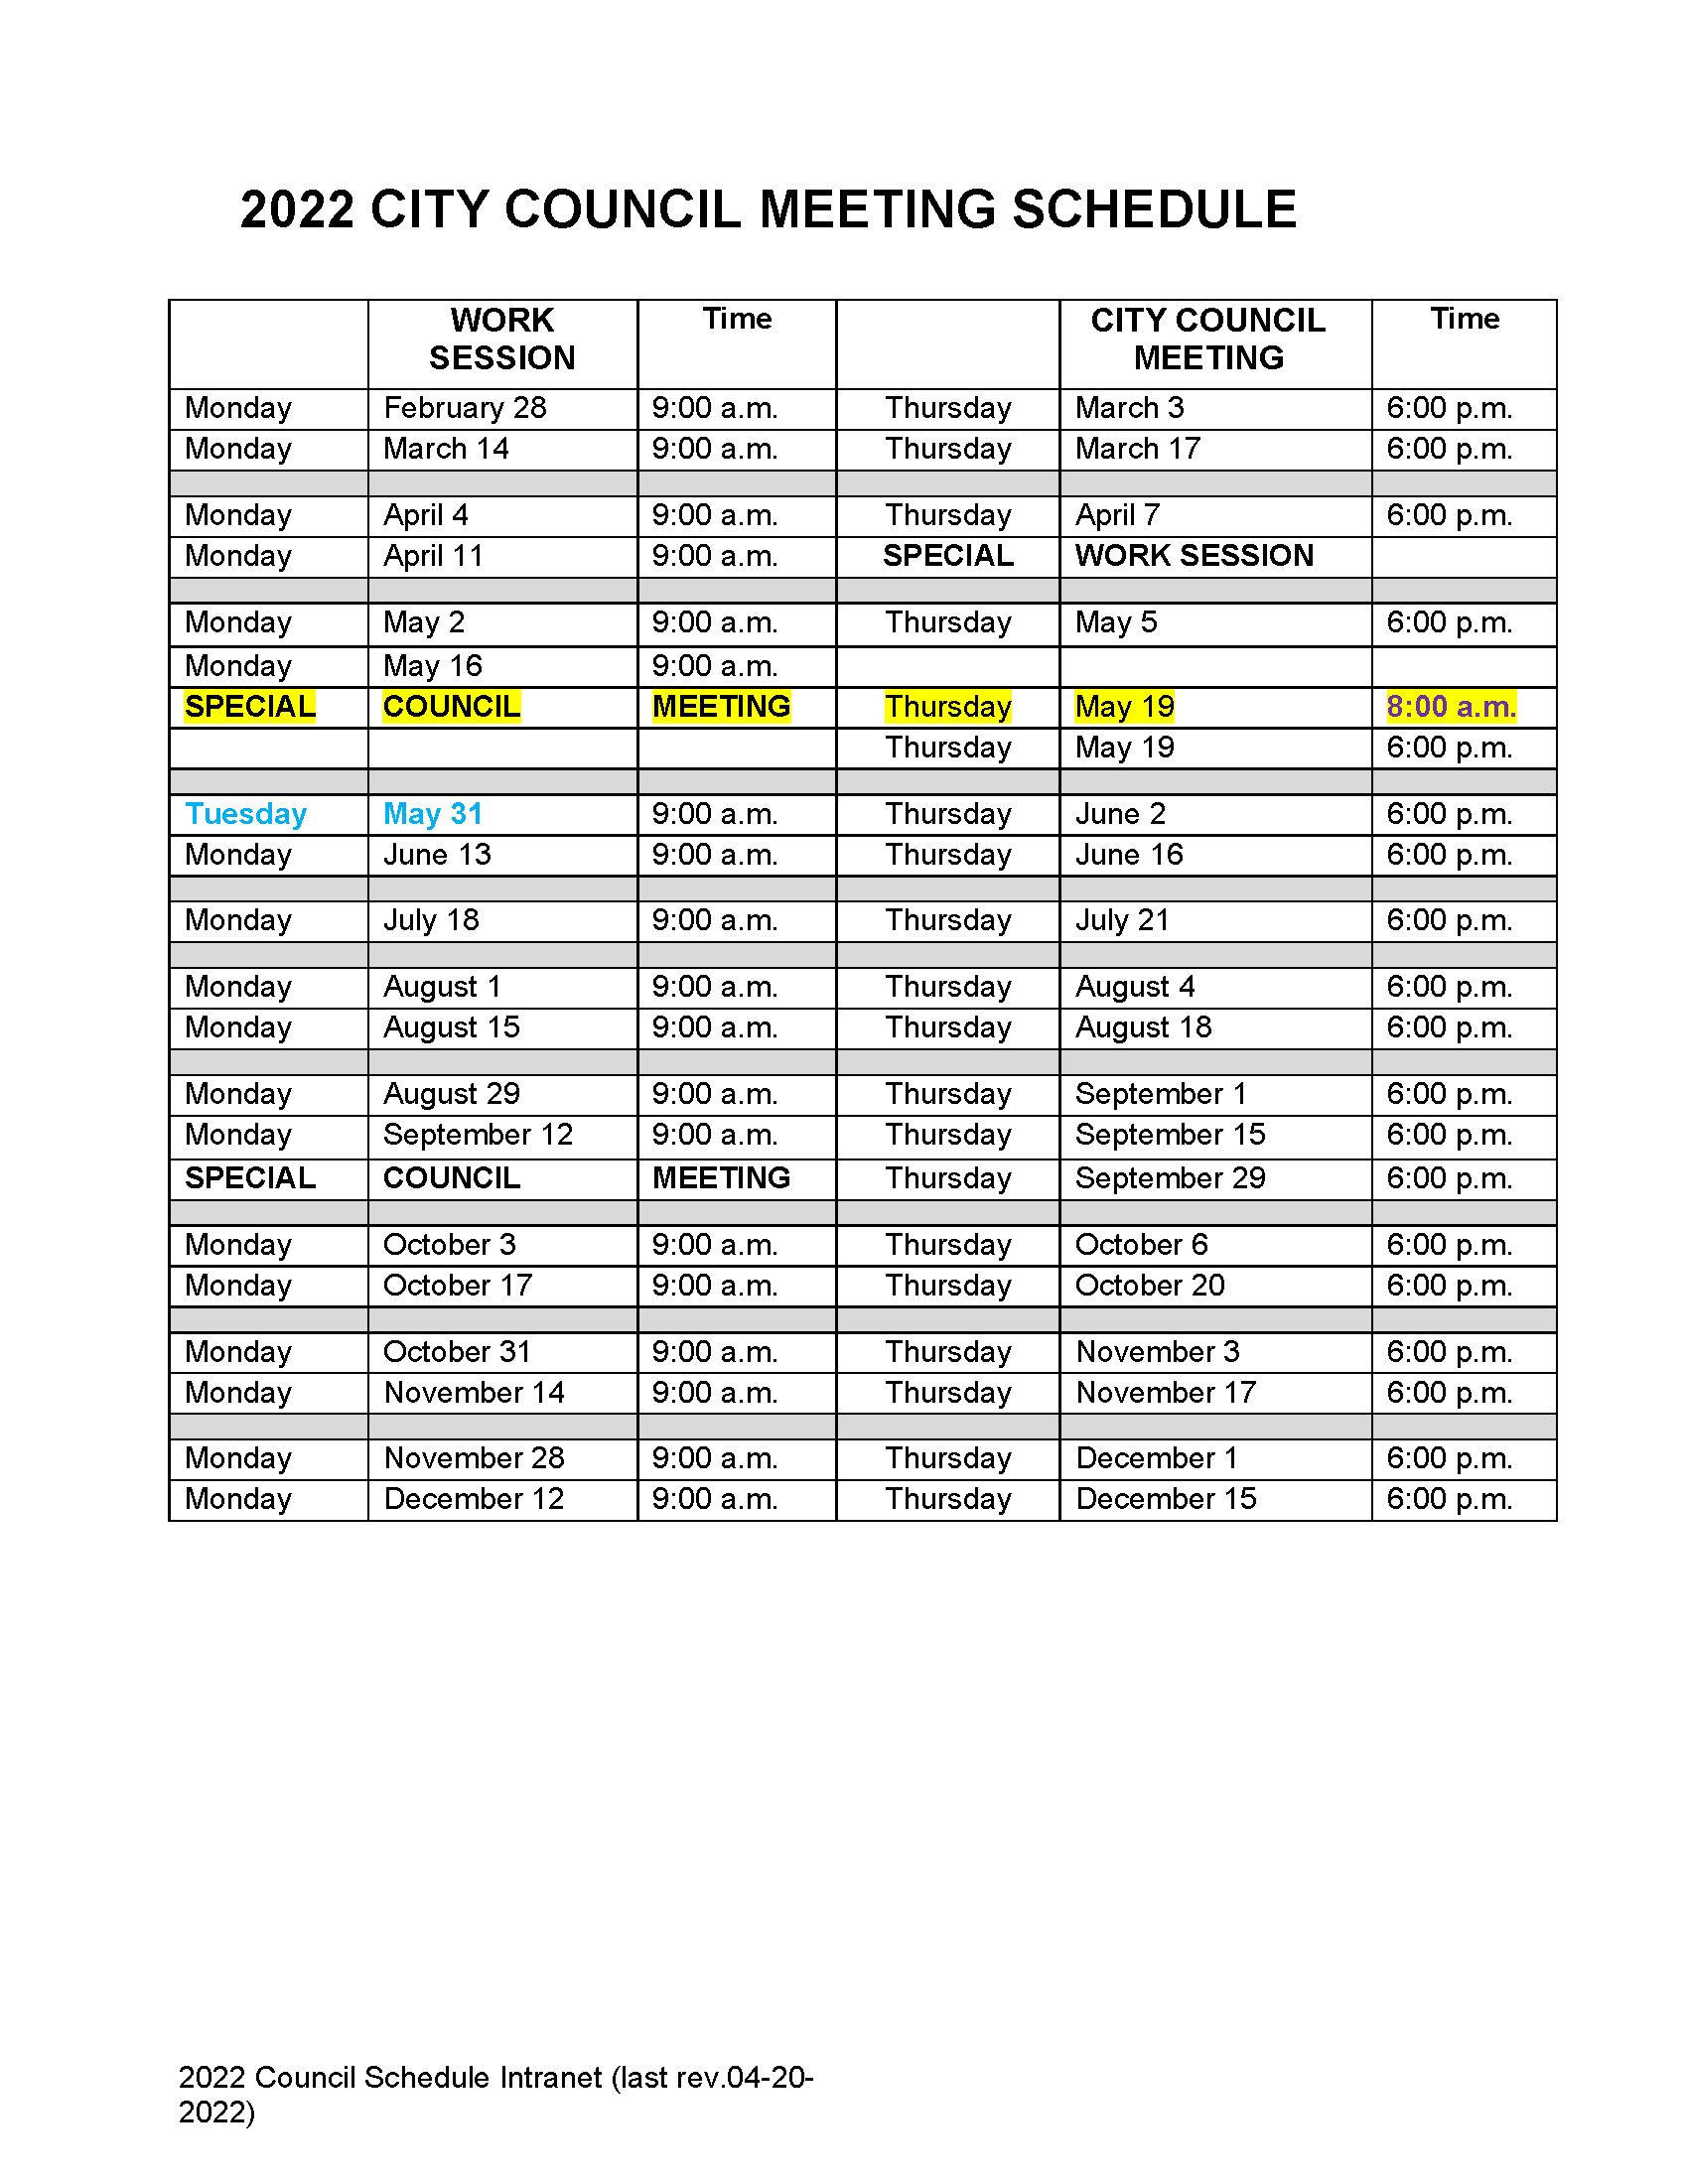 2022 CITY COUNCIL MEETING SCHEDULE
WORK SESSION Time CITY COUNCIL MEETING Time
Monday February 28 9:00 a.m. Thursday March 3 6:00 p.m.
Monday March 14 9:00 a.m. Thursday March 17 6:00 p.m.
Monday April 4 9:00 a.m. Thursday April 7 6:00 p.m.
Monday April 11 9:00 a.m. SPECIAL WORK SESSION
Monday May 2 9:00 a.m. Thursday May 5 6:00 p.m.
Monday May 16 9:00 a.m.
SPECIAL COUNCIL MEETING Thursday May 19 8:00 a.m.
Thursday May 19 6:00 p.m.
Tuesday May 31 9:00 a.m. Thursday June 2 6:00 p.m.
Monday June 13 9:00 a.m. Thursday June 16 6:00 p.m.
Monday July 18 9:00 a.m. Thursday July 21 6:00 p.m.
Monday August 1 9:00 a.m. Thursday August 4 6:00 p.m.
Monday August 15 9:00 a.m. Thursday August 18 6:00 p.m.
Monday August 29 9:00 a.m. Thursday September 1 6:00 p.m.
Monday September 12 9:00 a.m. Thursday September 15 6:00 p.m.
SPECIAL COUNCIL MEETING Thursday September 29 6:00 p.m.
Monday October 3 9:00 a.m. Thursday October 6 6:00 p.m.
Monday October 17 9:00 a.m. Thursday October 20 6:00 p.m.
Monday October 31 9:00 a.m. Thursday November 3 6:00 p.m.
Monday November 14 9:00 a.m. Thursday November 17 6:00 p.m.
Monday November 28 9:00 a.m. Thursday December 1 6:00 p.m.
Monday December 12 9:00 a.m. Thursday December 15 6:00 p.m.
2022 Council Schedule Intranet (last rev.04-20-
2022)